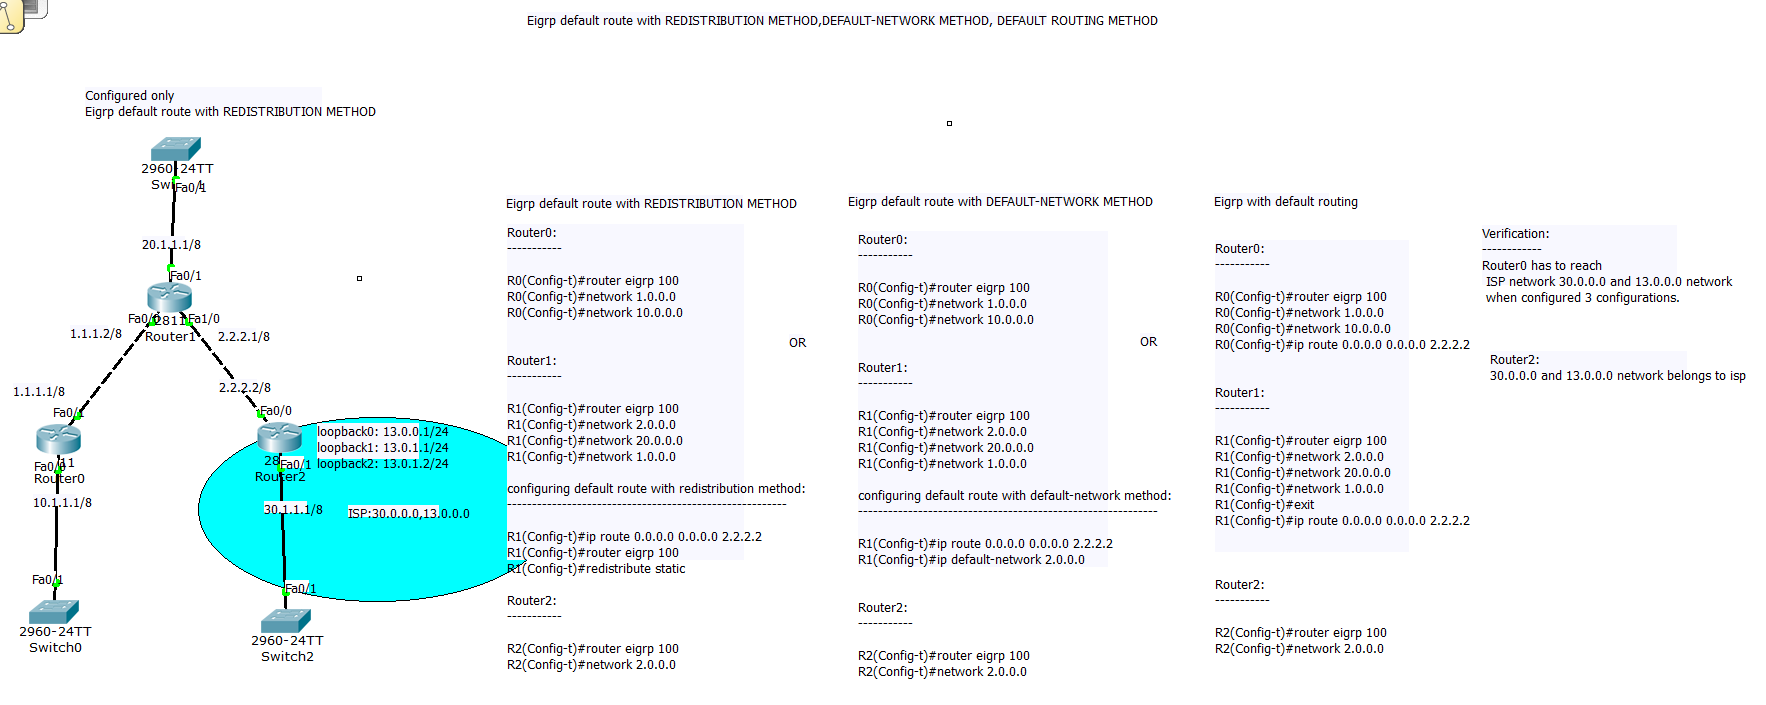 Eigrp default route with REDISTRIBUTION METHOD,DEFAULT-NETWORK METHOD, DEFAULT ROUTING METHOD
Configured only
Eigrp default route with REDISTRIBUTION METHOD
2960-24TT
Fa0/1
20.1.1.1/8
Fa0/1
Fa1/0
2811
Router1
1.1.1.2/8
2.2.2.1/8
1.1.1.1/8
2.2.2.2/8
Fa0/1
Fa0/0
Fa0/0
Router0
10.1.1.1/8
Fa0/1
2960-24TT
Switch0
loopback0: 13.0.0.1/24
loopback1: 13.0.1.1/24
loopback2: 13.0.1.2/24
Fa0/1
Router2
30.1.1.1/8
ISP:30.0.0.0,13.0.0.0
Fa0/1
2960-24TT
Switch2
Eigrp default route with REDISTRIBUTION METHOD
Router0:
-----------
R0(Config-t)#router eigrp 100
R0(Config-t)#network 1.0.0.0
R0(Config-t)#network 10.0.0.0
Router1:
-----------
R1(Config-t)#router eigrp 100
R1(Config-t)#network 2.0.0.0
R1(Config-t)#network 20.0.0.0
R1(Config-t)#network 1.0.0.0
configuring default route with redistribution method:
--------------------------------------------------------
R1(Config-t)#ip route 0.0.0.0 0.0.0.0 2.2.2.2
R1(Config-t)#router eigrp 100
R1(Config-t)#redistribute static
Router2:
-----------
R2(Config-t)#router eigrp 100
R2(Config-t)#network 2.0.0.0
OR
Eigrp default route with DEFAULT-NETWORK METHOD
Router0:
-----------
R0(Config-t)#router eigrp 100
R0(Config-t)#network 1.0.0.0
R0(Config-t)#network 10.0.0.0
Router1:
-----------
R1(Config-t)#router eigrp 100
R1(Config-t)#network 2.0.0.0
R1(Config-t)#network 20.0.0.0
R1(Config-t)#network 1.0.0.0
configuring default route with default-network method:
------------------------------------------------------------
R1(Config-t)#ip route 0.0.0.0 0.0.0.0 2.2.2.2
R1(Config-t)#ip default-network 2.0.0.0
Router2:
-----------
R2(Config-t)#router eigrp 100
R2(Config-t)#network 2.0.0.0
OR
Eigrp with default routing
Router0:
-----------
R0(Config-t)#router eigrp 100
R0(Config-t)#network 1.0.0.0
R0(Config-t)#network 10.0.0.0
R0(Config-t)#ip route 0.0.0.0 0.0.0.0 2.2.2.2
Router1:
-----------
R1(Config-t)#router eigrp 100
R1(Config-t)#network 2.0.0.0
R1(Config-t)#network 20.0.0.0
R1(Config-t)#network 1.0.0.0
R1(Config-t)#exit
R1(Config-t)#ip route 0.0.0.0 0.0.0.0 2.2.2.2
Router2:
-----------
R2(Config-t)#router eigrp 100
R2(Config-t)#network 2.0.0.0
Verification:
------------
Router0 has to reach
ISP network 30.0.0.0 and 13.0.0.0 network
when configured 3 configurations.
Router2:
30.0.0.0 and 13.0.0.0 network belongs to isp